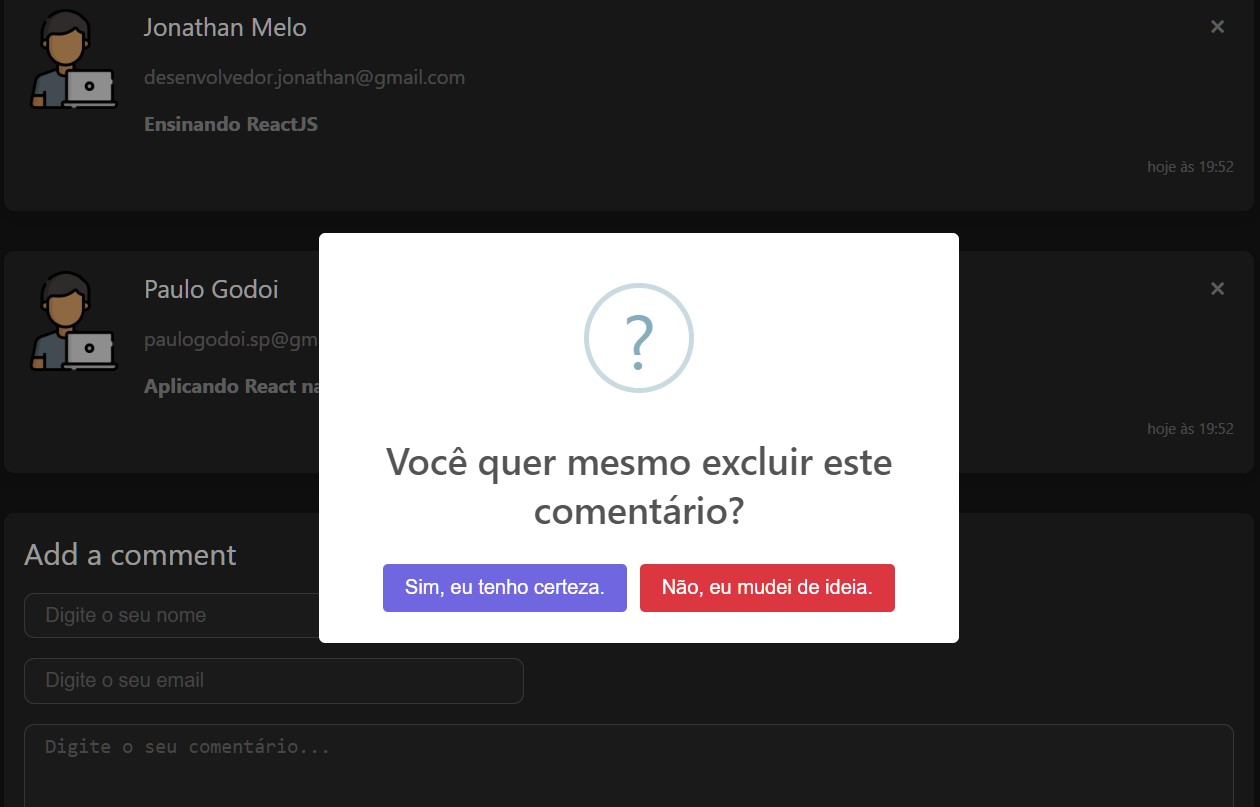 Jonathan Melo
×
desenvolvedor.jonathan@gmail.com
Ensinando ReactJS
hoje às 19:52
Paulo Godoi
×
paulogodoi.sp@gm
Aplicando React na
hoje às 19:52
?
Você quer mesmo excluir este
comentário?
Sim, eu tenho certeza.
Não, eu mudei de ideia.
Add a comment
Digite o seu nome
Digite o seu email
Digite o seu comentário...